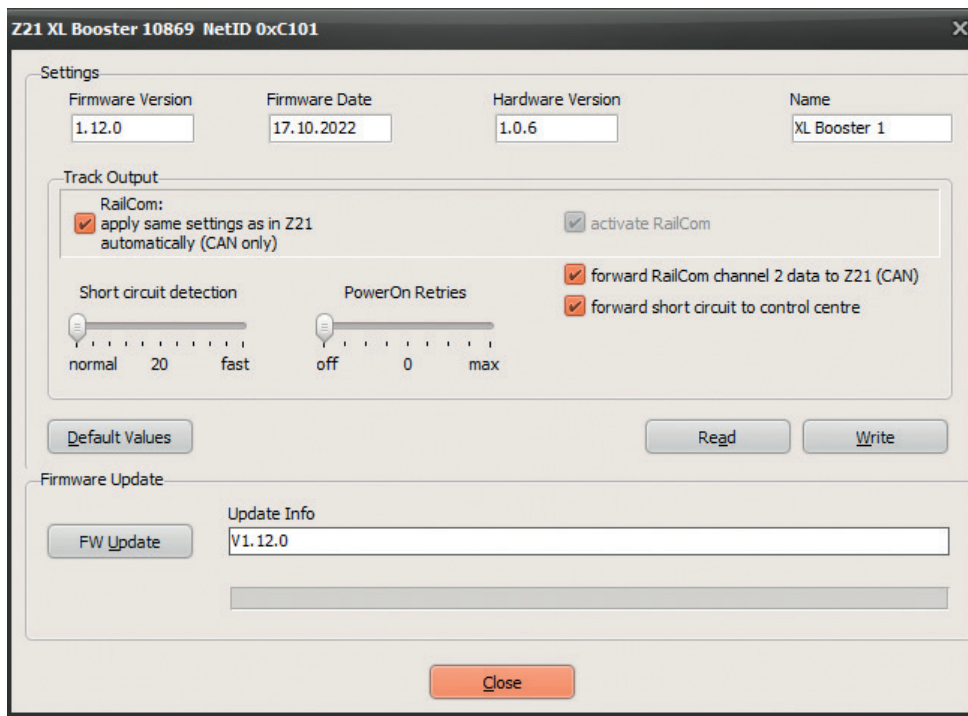 Z21 XL Booster 10869 NetID 0xC101
Settings
Firmware Version Firmware Date Hardware Version Name
1.12.0 17.10.2022 1.0.6 XL Booster 1
Track Output
RailCom:
apply same settings as in Z21
automatically (CAN only)
activate RailCom
forward RailCom channel 2 data to Z21 (CAN)
forward short circuit to control centre
Short circuit detection PowerOn Retries
normal 20 fast off 0 max
Default Values Read Write
Firmware Update
Update Info
FW Update V1.12.0
Close